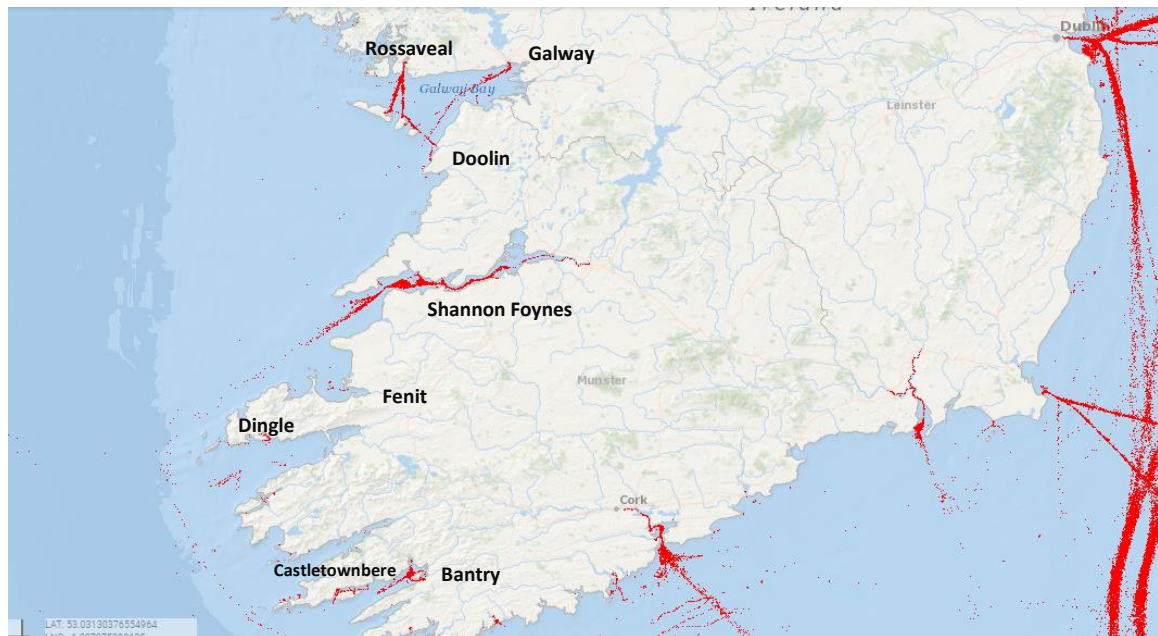 Ireland
Dublin
Rossaveal
Galway
Galway Bay
Leinster
Doolin
Shannon Foynes
Munster
Fenit
Dingle
Cork
Castletownbere
Bantry
LAT: 53.03130376554964